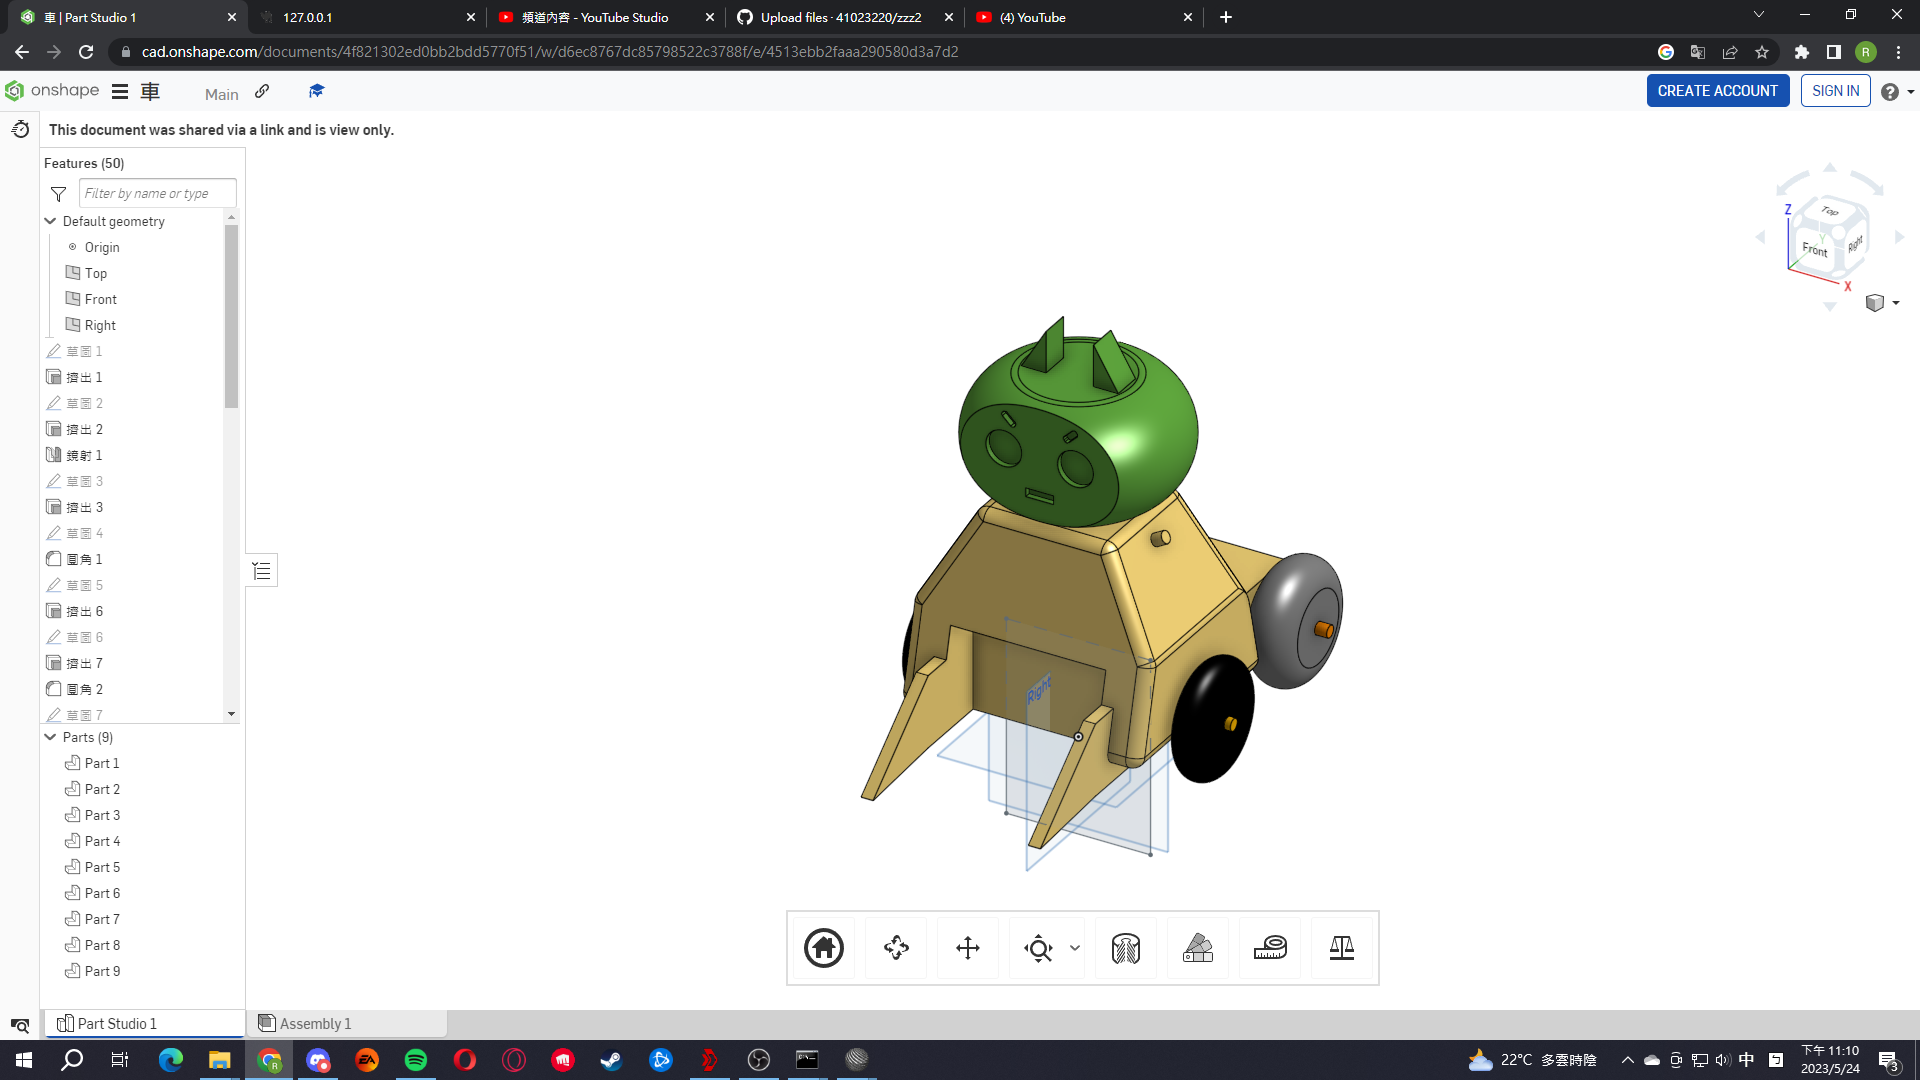 車 | Part Studio 1
127.0.0.1
頻道內容 - YouTube Studio
Upload files · 41023220/zzz2
(4) YouTube
cad.onshape.com/documents/4f821302ed0bb2bdd5770f51/w/d6ec8767dc85798522c3788f/e/4513ebb2faaa290580d3a7d2
R
onshape
車
Main
CREATE ACCOUNT
SIGN IN
This document was shared via a link and is view only.
Features (50)
Filter by name or type
Default geometry
Origin
Top
Front
Right
草圖 1
擠出 1
草圖 2
擠出 2
鏡射 1
草圖 3
擠出 3
草圖 4
圓角 1
草圖 5
擠出 6
草圖 6
擠出 7
圓角 2
草圖 7
Parts (9)
Part 1
Part 2
Part 3
Part 4
Part 5
Part 6
Part 7
Part 8
Part 9
Z
Top
Y
Front
Right
X
Right
Part Studio 1
Assembly 1
R
EA
22°C 多雲時陰
中
下午 11:10
2023/5/24
3